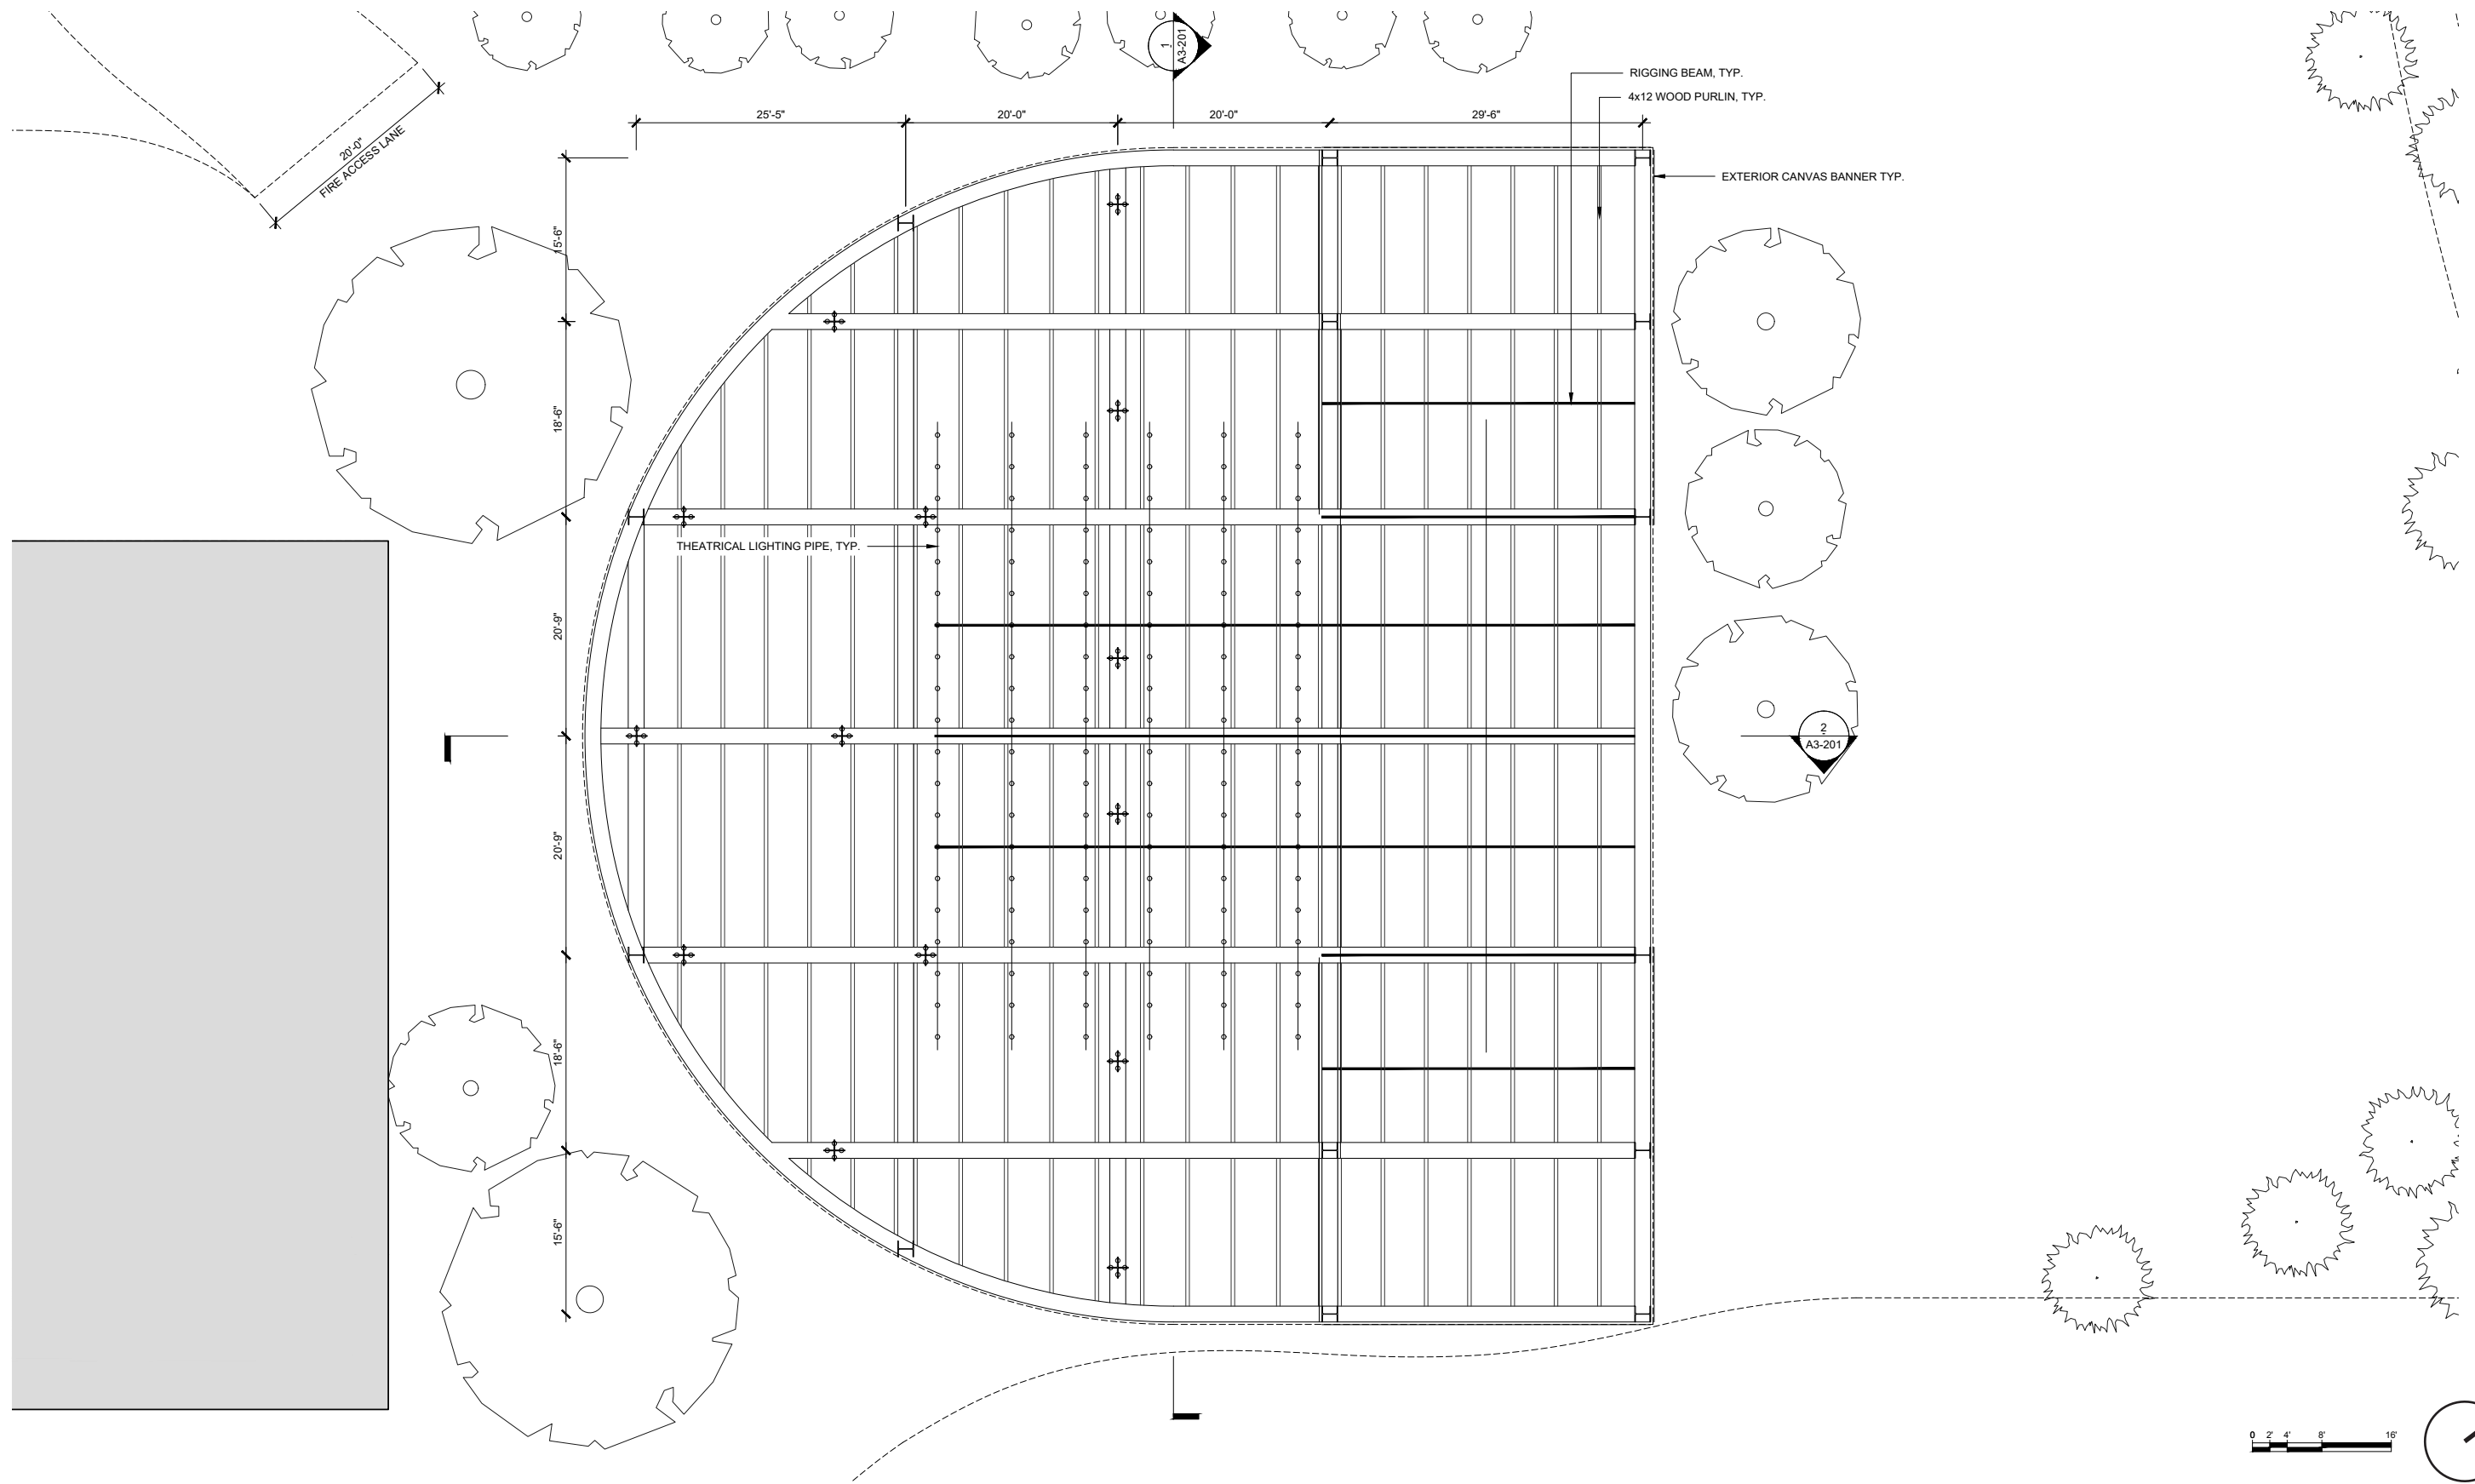 1
A3-201
RIGGING BEAM, TYP.
4x12 WOOD PURLIN, TYP.
25'-5"
20'-0"
20'-0"
29'-6"
20'-0"
FIRE ACCESS LANE
EXTERIOR CANVAS BANNER TYP.
15'-6"
18'-6"
THEATRICAL LIGHTING PIPE, TYP.
20'-9"
2
A3-201
20'-9"
18'-6"
15'-6"
0 2' 4' 8' 16'